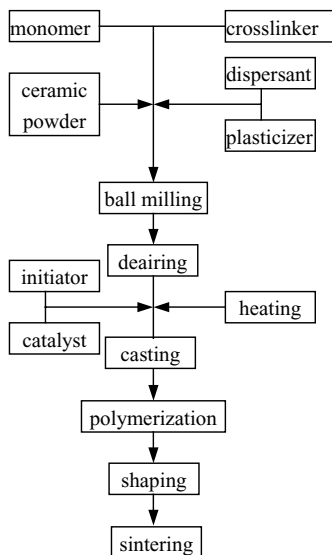 monomer
crosslinker
ceramic
powder
dispersant
plasticizer
ball milling
deairing
initiator
catalyst
heating
casting
polymerization
shaping
sintering